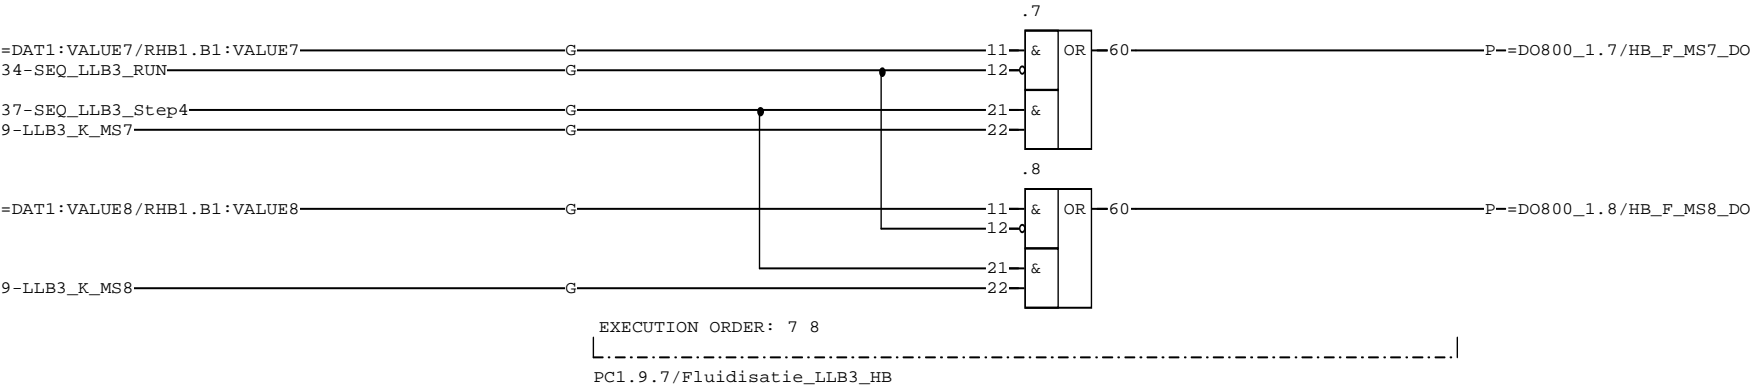 .7
=DAT1:VALUE7/RHB1.B1:VALUE7 G 11 & OR 60 P =DO800_1.7/HB_F_MS7_DO
34-SEQ_LLB3_RUN G 12
37-SEQ_LLB3_Step4 G 21 &
9-LLB3_K_MS7 G 22
.8
=DAT1:VALUE8/RHB1.B1:VALUE8 G 11 & OR 60 P =DO800_1.8/HB_F_MS8_DO
12
21 &
9-LLB3_K_MS8 G 22
EXECUTION ORDER: 7 8
PC1.9.7/Fluidisatie_LLB3_HB